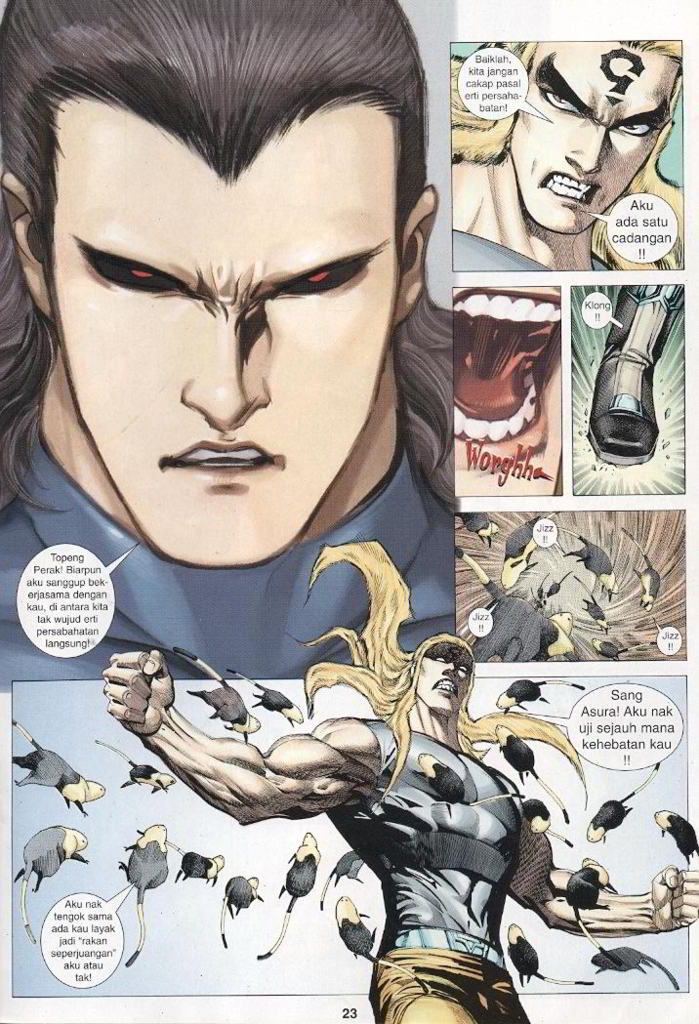 Topeng
Perak! Biarpun
aku sanggup bek-
erjasama dengan
kau, di antara kita
tak wujud erti
persahabatan
langsung!
Baiklah,
kita jangan
cakap pasal
erti persaha-
batan!
Aku
ada satu
cadangan
!!
Worghha
Klong
!!
Jizz
!!
Jizz
!!
Jizz
!!
Sang
Asura! Aku nak
uji sejauh mana
kehebatan kau
!!
Aku nak
tengok sama
ada kau layak
jadi "rakan
seperjuangan"
aku atau
tak!
23